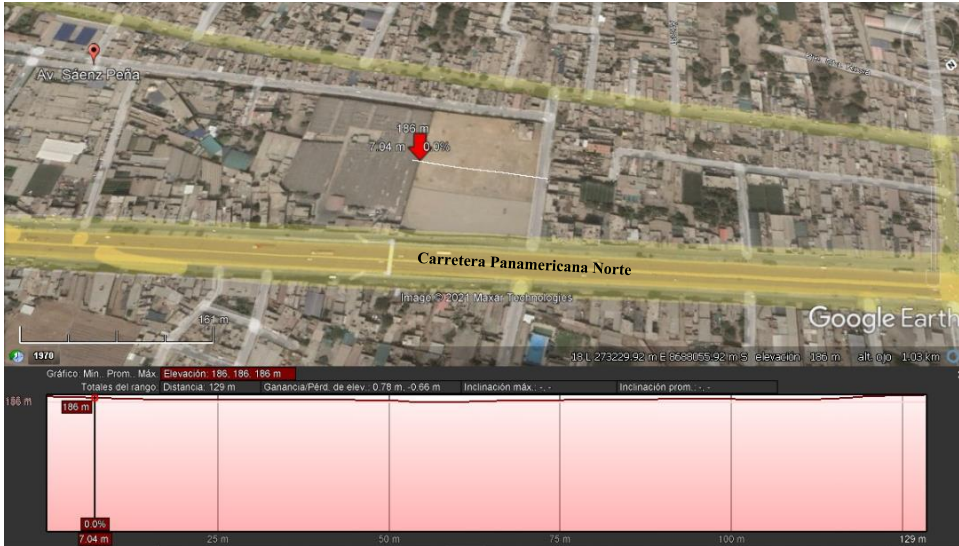 Av. Sáenz Peña
186 m
7.04 m 0.0%
Carretera Panamericana Norte
Image © 2021 Maxar Technologies
161 m
Google Earth
1970
18 L 273229.92 m E 8688055.92 m S elevación 186 m alt. ojo 1.03 km
Gráfico: Mín., Prom., Máx. Elevación: 186, 186, 186 m
Totales del rango: Distancia: 129 m Ganancia/Pérd. de elev.: 0.78 m, -0.66 m Inclinación máx.: -, - Inclinación prom.: -, -
186 m
186 m
0.0%
7.04 m 25 m 50 m 75 m 100 m 129 m